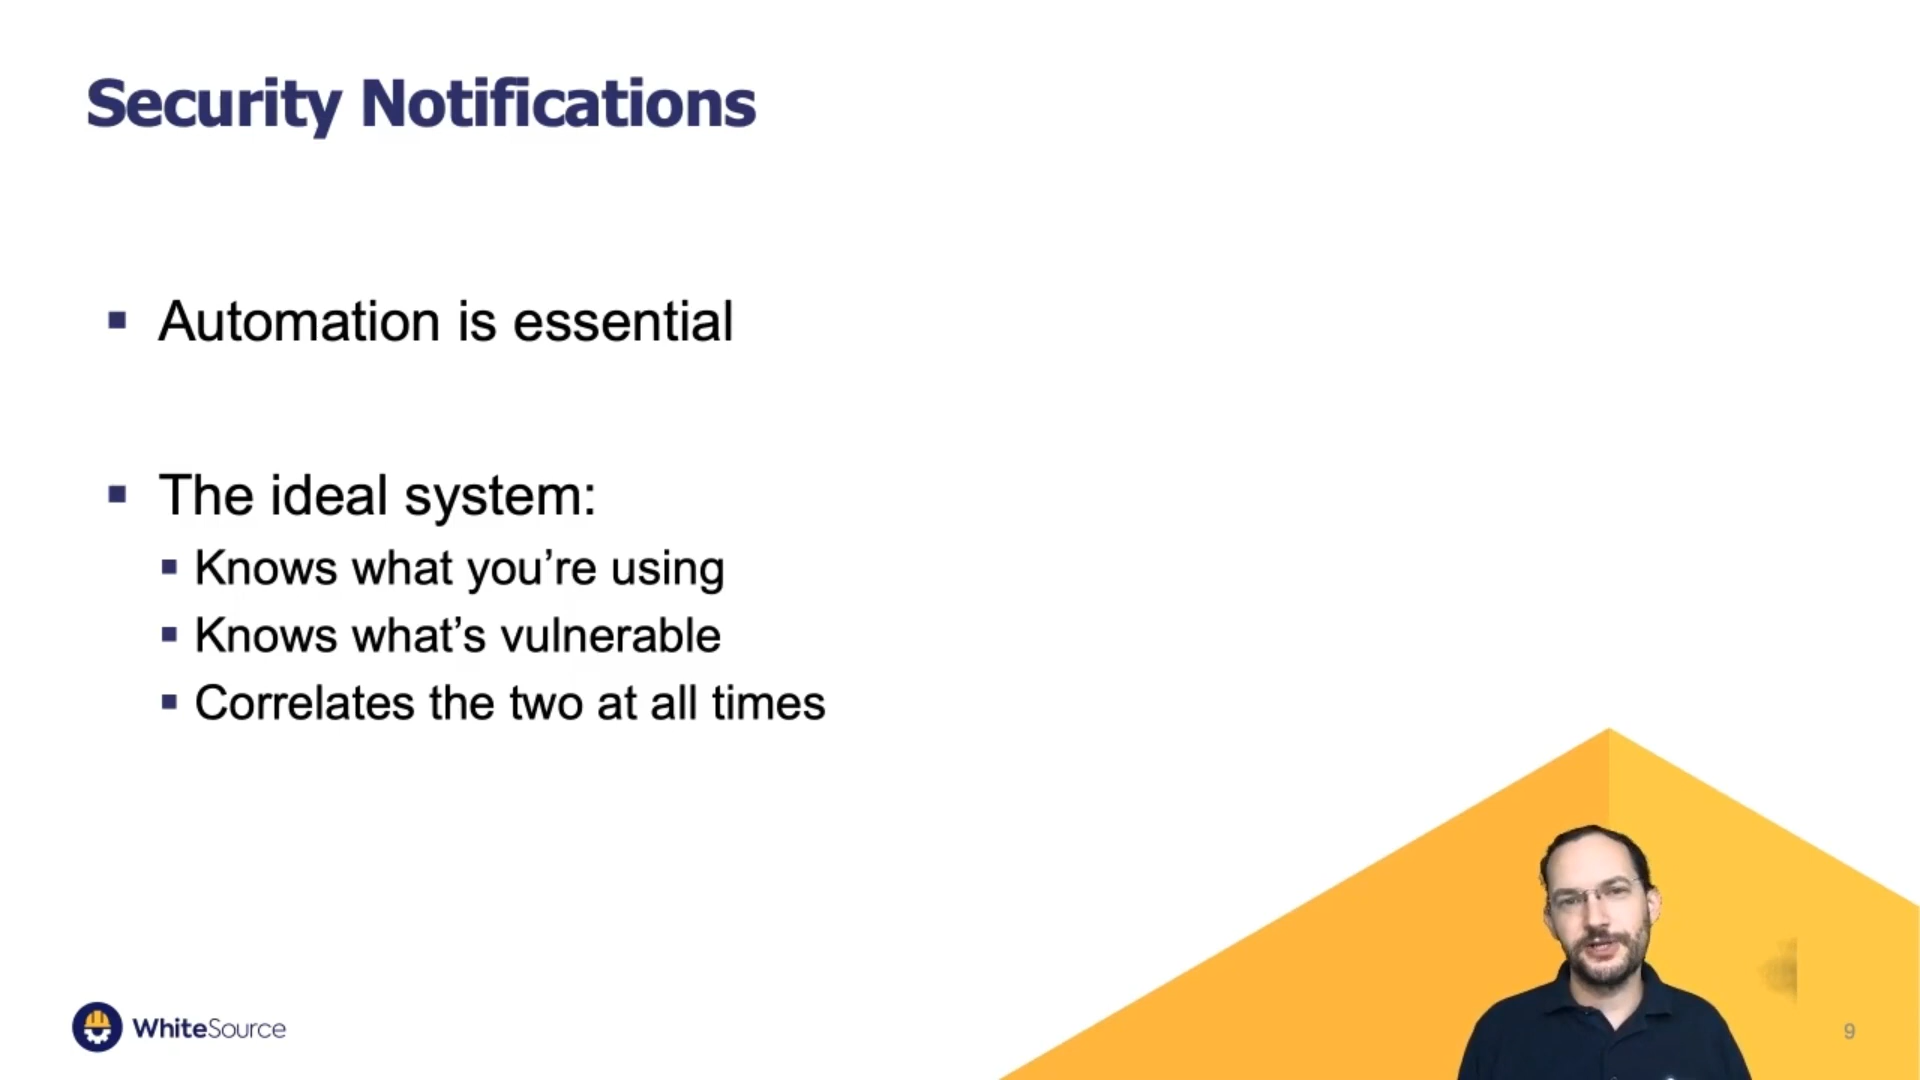 Security Notifications
Automation is essential
The ideal system:
Knows what you’re using
Knows what’s vulnerable
Correlates the two at all times
WhiteSource
9